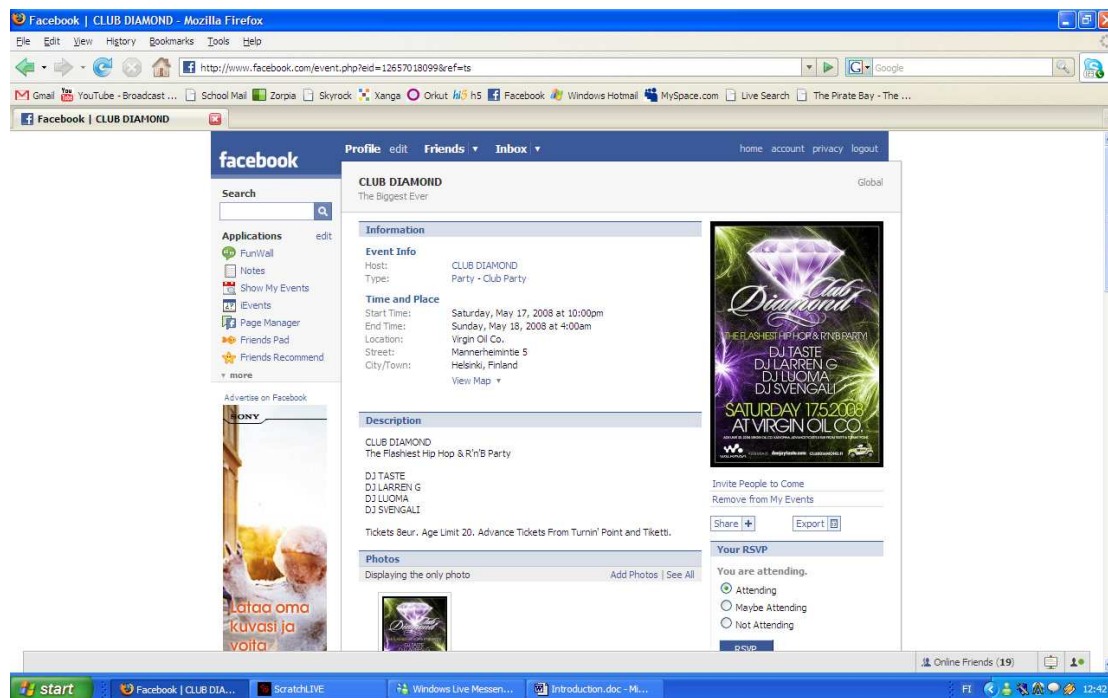 Facebook | CLUB DIAMOND - Mozilla Firefox
File Edit View History Bookmarks Tools Help
http://www.facebook.com/event.php?eid=12657018099&ref=ts
G Google
Gmail YouTube - Broadcast ... School Mail Zorpia Skyrock Xanga Orkut hi5 h5 Facebook Windows Hotmail MySpace.com Live Search The Pirate Bay - The ...
Facebook | CLUB DIAMOND
facebook
Profile edit Friends Inbox home account privacy logout
Search
Applications edit
FunWall
Notes
Show My Events
iEvents
Page Manager
Friends Pad
Friends Recommend
more
Advertise on Facebook
SONY
Lataa oma
kuvasi ja
voita
CLUB DIAMOND Global
The Biggest Ever
Information
Event Info
Host: CLUB DIAMOND
Type: Party - Club Party
Time and Place
Start Time: Saturday, May 17, 2008 at 10:00pm
End Time: Sunday, May 18, 2008 at 4:00am
Location: Virgin Oil Co.
Street: Mannerheimintie 5
City/Town: Helsinki, Finland
View Map
Description
CLUB DIAMOND
The Flashiest Hip Hop & R'n'B Party
DJ TASTE
DJ LARREN G
DJ LUOMA
DJ SVENGALI
Tickets 8eur. Age Limit 20. Advance Tickets From Turnin' Point and Tiketti.
Photos
Displaying the only photo Add Photos | See All
Club
Diamond
THE FLASHIEST HIP HOP & R'N'B PARTY!
DJ TASTE
DJ LARREN G
DJ LUOMA
DJ SVENGALI
SATURDAY 17.5.2008
AT VIRGIN OIL CO.
Invite People to Come
Remove from My Events
Share + Export
Your RSVP
You are attending.
Attending
Maybe Attending
Not Attending
RSVP
Online Friends (19)
start Facebook | CLUB DIA... ScratchLIVE Windows Live Messen... Introduction.doc - Mi... FI 12:42